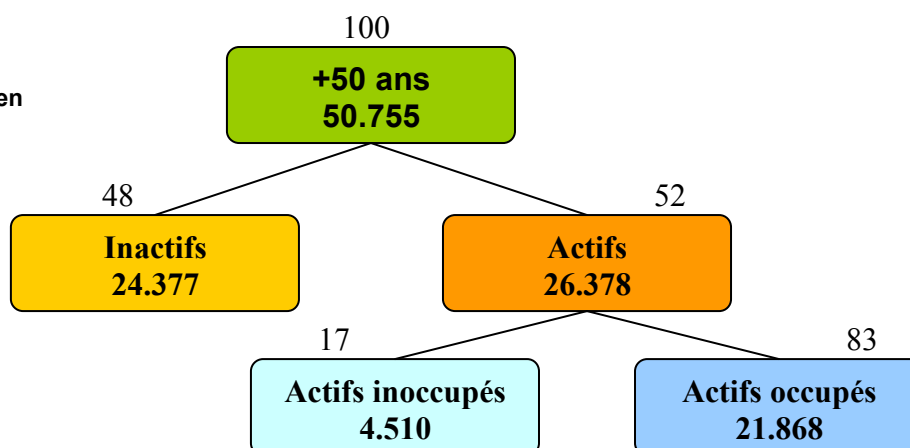 100
+50 ans
50.755
en
48
52
Inactifs
24.377
Actifs
26.378
17
83
Actifs inoccupés
4.510
Actifs occupés
21.868